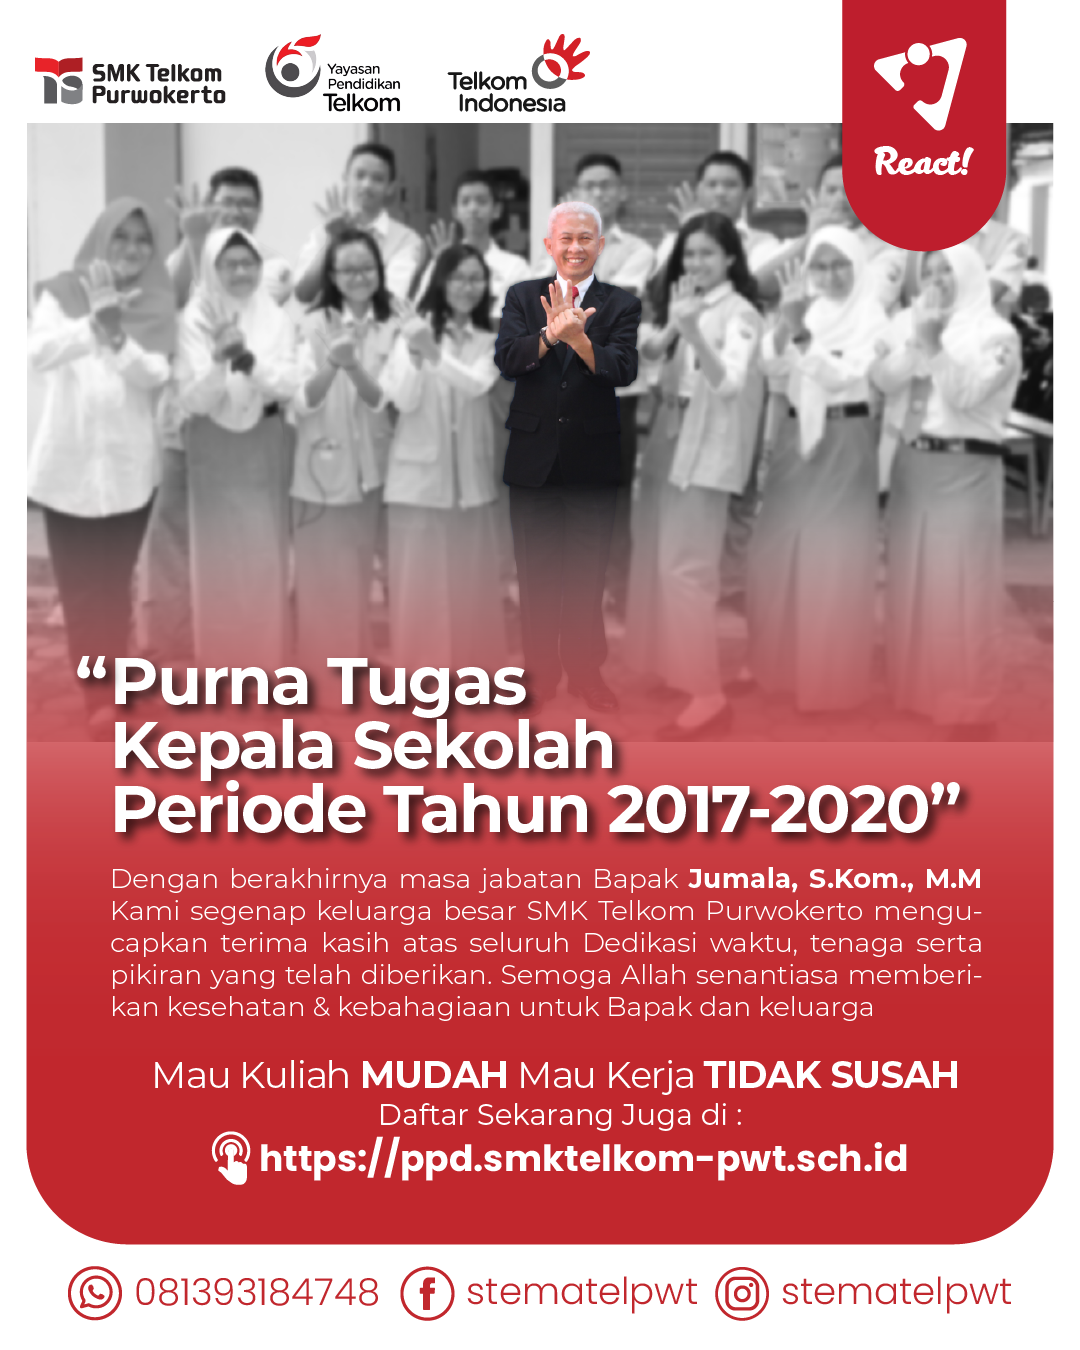 SMK Telkom
Purwokerto
Yayasan
Pendidikan
Telkom
Telkom
Indonesia
React!
“Purna Tugas
Kepala Sekolah
Periode Tahun 2017-2020”
Dengan berakhirnya masa jabatan Bapak Jumala, S.Kom., M.M
Kami segenap keluarga besar SMK Telkom Purwokerto mengu-
capkan terima kasih atas seluruh Dedikasi waktu, tenaga serta
pikiran yang telah diberikan. Semoga Allah senantiasa memberi-
kan kesehatan & kebahagiaan untuk Bapak dan keluarga
Mau Kuliah MUDAH Mau Kerja TIDAK SUSAH
Daftar Sekarang Juga di :
https://ppd.smktelkom-pwt.sch.id
081393184748 stematelpwt stematelpwt